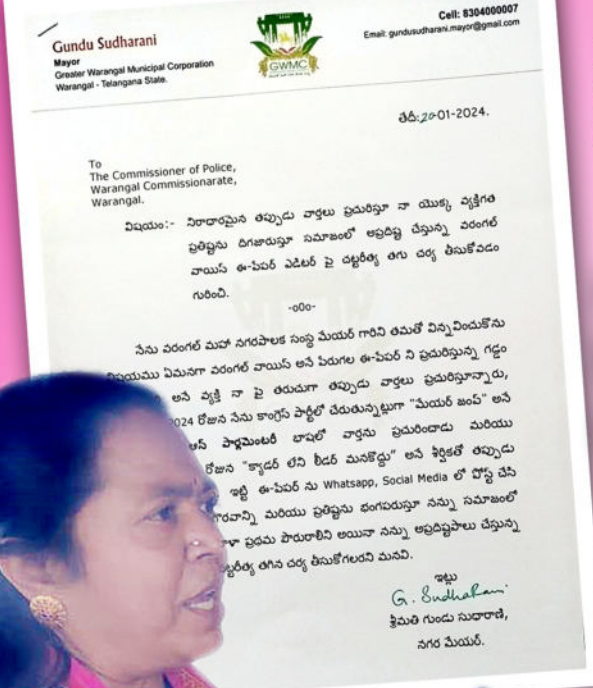 Gundu Sudharani
Mayor
Greater Warangal Municipal Corporation
Warangal - Telangana State.
GWMC
Cell: 8304000007
Email: gundusudharani.mayor@gmail.com
తేదీ:20-01-2024.
To
The Commissioner of Police,
Warangal Commissionarate,
Warangal.
విషయం:- నిరాధారమైన తప్పుడు వార్తలు ప్రచురిస్తూ నా యొక్క వ్యక్తిగత
ప్రతిష్టను దిగజారుస్తూ సమాజంలో అప్రదిష్ట చేస్తున్న వరంగల్
వాయిస్ ఈ-పేపర్ ఎడిటర్ పై చట్టరీత్య తగు చర్య తీసుకోవడం
గురించి.
-oOo-
నేను వరంగల్ మహా నగరపాలక సంస్థ మేయర్ గారిని తమతో విన్నవించుకొను
విషయము ఏమనగా వరంగల్ వాయిస్ అనే పేరుగల ఈ-పేపర్ ని ప్రచురిస్తున్న గడ్డం
అనే వ్యక్తి నా పై తరుచుగా తప్పుడు వార్తలు ప్రచురిస్తూన్నారు,
2024 రోజున నేను కాంగ్రెస్ పార్టీలో చేరుతున్నట్లుగా "మేయర్ జంప్" అనే
పార్లమెంటరీ భాషలో వార్తను ప్రచురించాడు మరియు
రోజున "క్యాడర్ లేని లీడర్ మనకొద్దు" అనే శీర్షికతో తప్పుడు
ఇట్టి ఈ-పేపర్ ను Whatsapp, Social Media లో పోస్ట్ చేసి
గౌరవాన్ని మరియు ప్రతిష్టను భంగపరుస్తూ నన్ను సమాజంలో
ప్రథమ పౌరురాలిని అయినా నన్ను అప్రదిష్టపాలు చేస్తున్న
తగిన చర్య తీసుకోగలరని మనవి.
ఇట్లు
G. Sudha Rani
శ్రీమతి గుండు సుధారాణి,
నగర మేయర్.